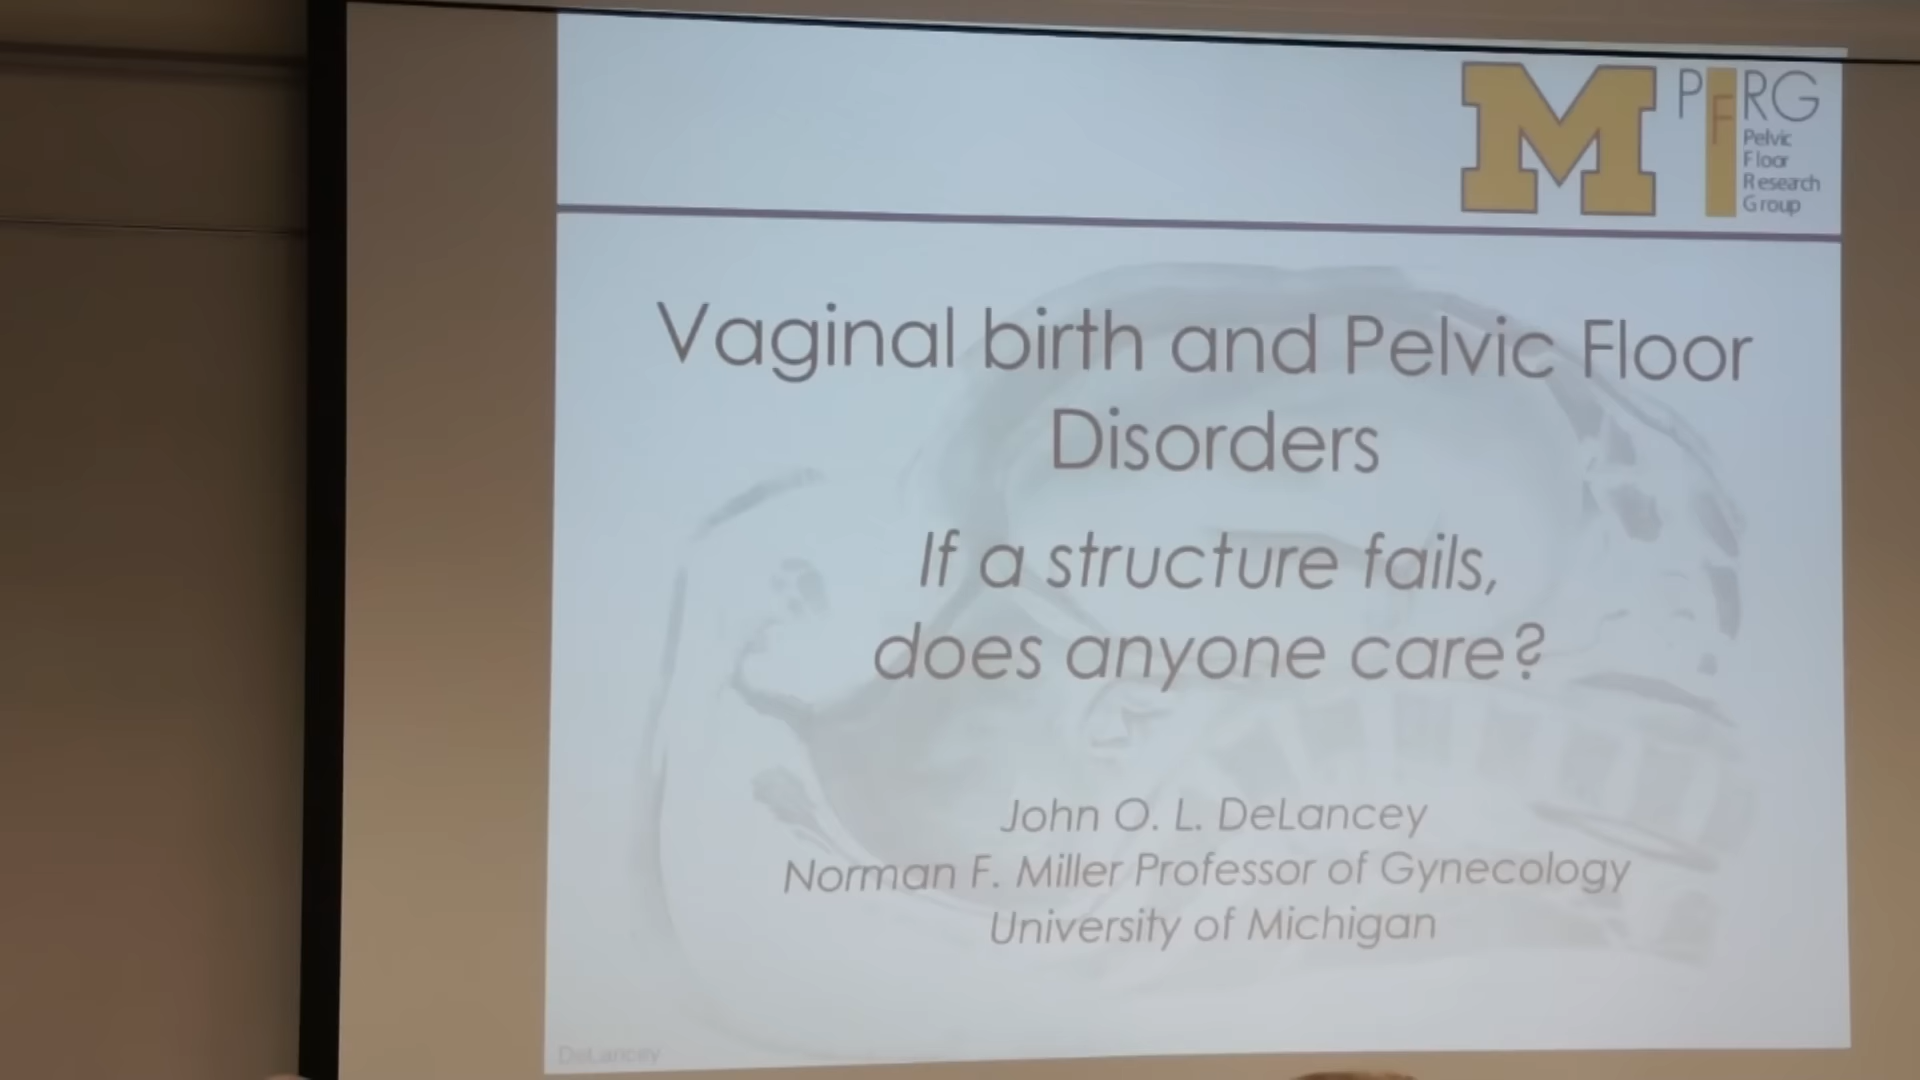 M
PFRG
Pelvic
Floor
Research
Group
Vaginal birth and Pelvic Floor
Disorders
If a structure fails,
does anyone care?
John O. L. DeLancey
Norman F. Miller Professor of Gynecology
University of Michigan
DeLancey